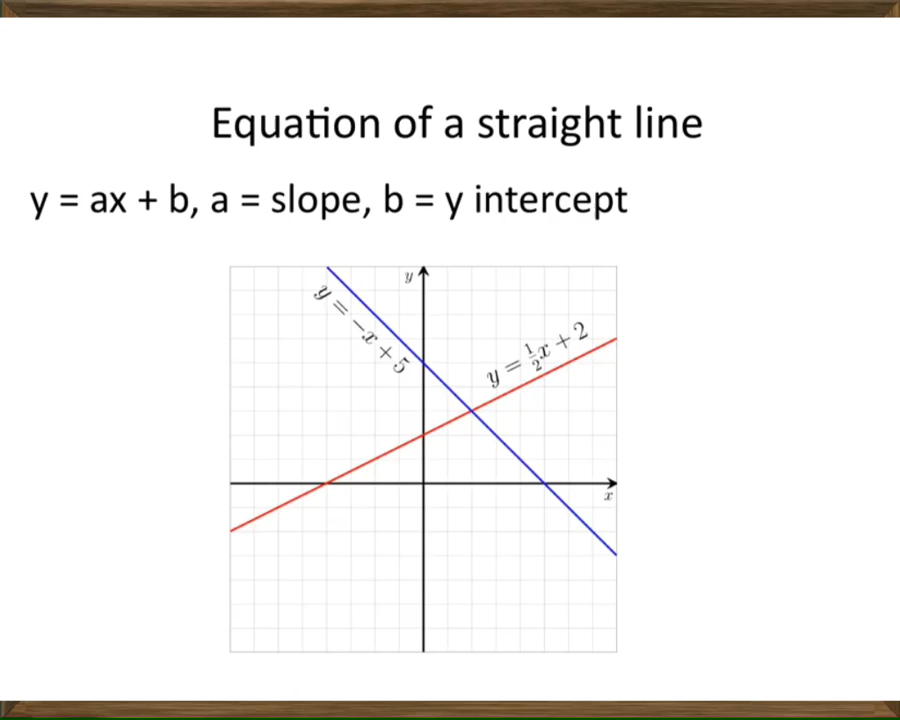 Equation of a straight line
y = ax + b, a = slope, b = y intercept
y
y = −x + 5
y = ½x + 2
x